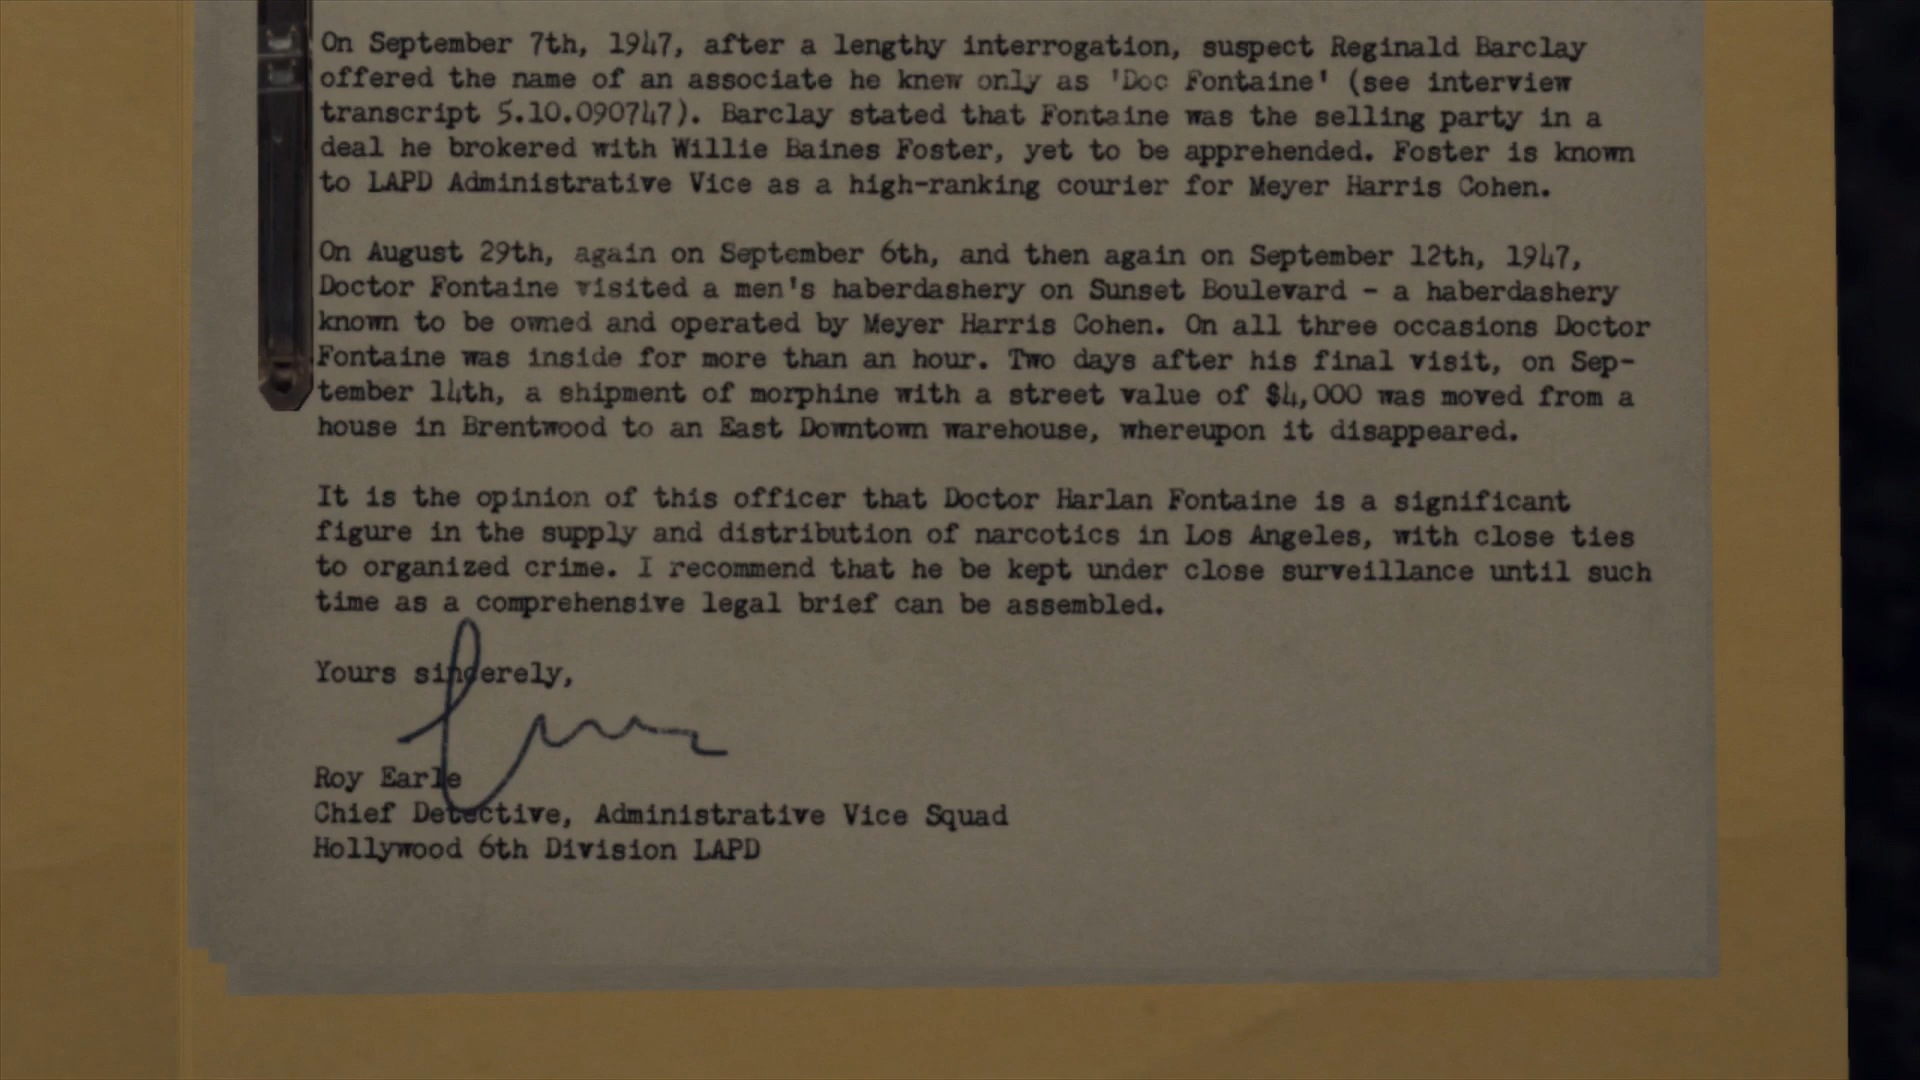 On September 7th, 1947, after a lengthy interrogation, suspect Reginald Barclay
offered the name of an associate he knew only as 'Doc Fontaine' (see interview
transcript 5.10.090747). Barclay stated that Fontaine was the selling party in a
deal he brokered with Willie Baines Foster, yet to be apprehended. Foster is known
to LAPD Administrative Vice as a high-ranking courier for Meyer Harris Cohen.
On August 29th, again on September 6th, and then again on September 12th, 1947,
Doctor Fontaine visited a men's haberdashery on Sunset Boulevard - a haberdashery
known to be owned and operated by Meyer Harris Cohen. On all three occasions Doctor
Fontaine was inside for more than an hour. Two days after his final visit, on Sep-
tember 14th, a shipment of morphine with a street value of $4,000 was moved from a
house in Brentwood to an East Downtown warehouse, whereupon it disappeared.
It is the opinion of this officer that Doctor Harlan Fontaine is a significant
figure in the supply and distribution of narcotics in Los Angeles, with close ties
to organized crime. I recommend that he be kept under close surveillance until such
time as a comprehensive legal brief can be assembled.
Yours sincerely,
Roy Earle
Chief Detective, Administrative Vice Squad
Hollywood 6th Division LAPD